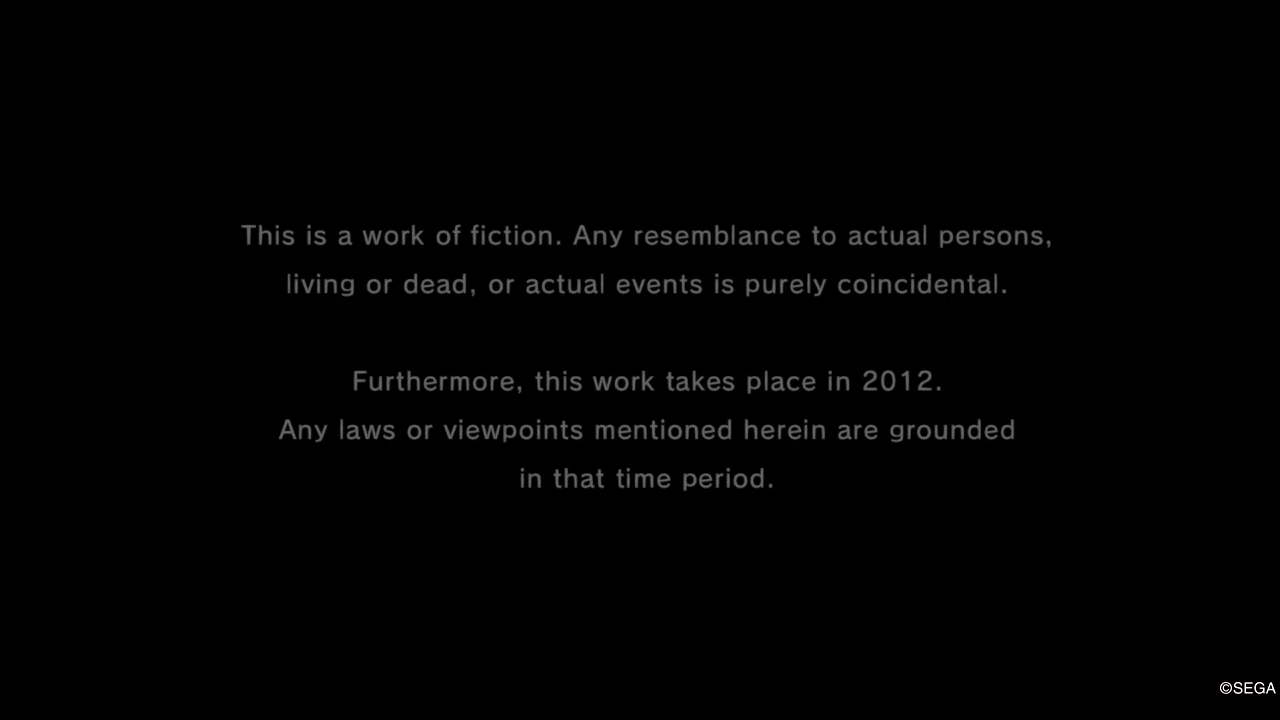 This is a work of fiction. Any resemblance to actual persons,
living or dead, or actual events is purely coincidental.
Furthermore, this work takes place in 2012.
Any laws or viewpoints mentioned herein are grounded
in that time period.
©SEGA